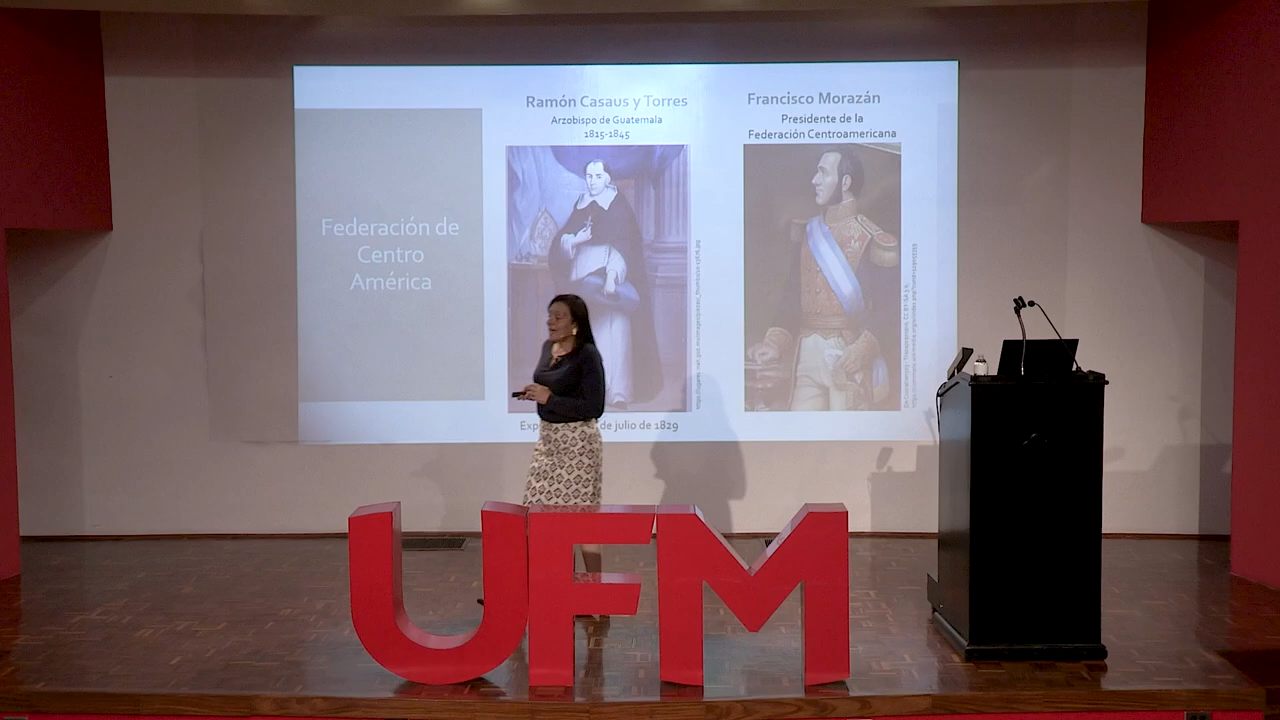 Federación de
Centro
América
Ramón Casaus y Torres
Arzobispo de Guatemala
1815-1845
Francisco Morazán
Presidente de la
Federación Centroamericana
de julio de 1829
UFM